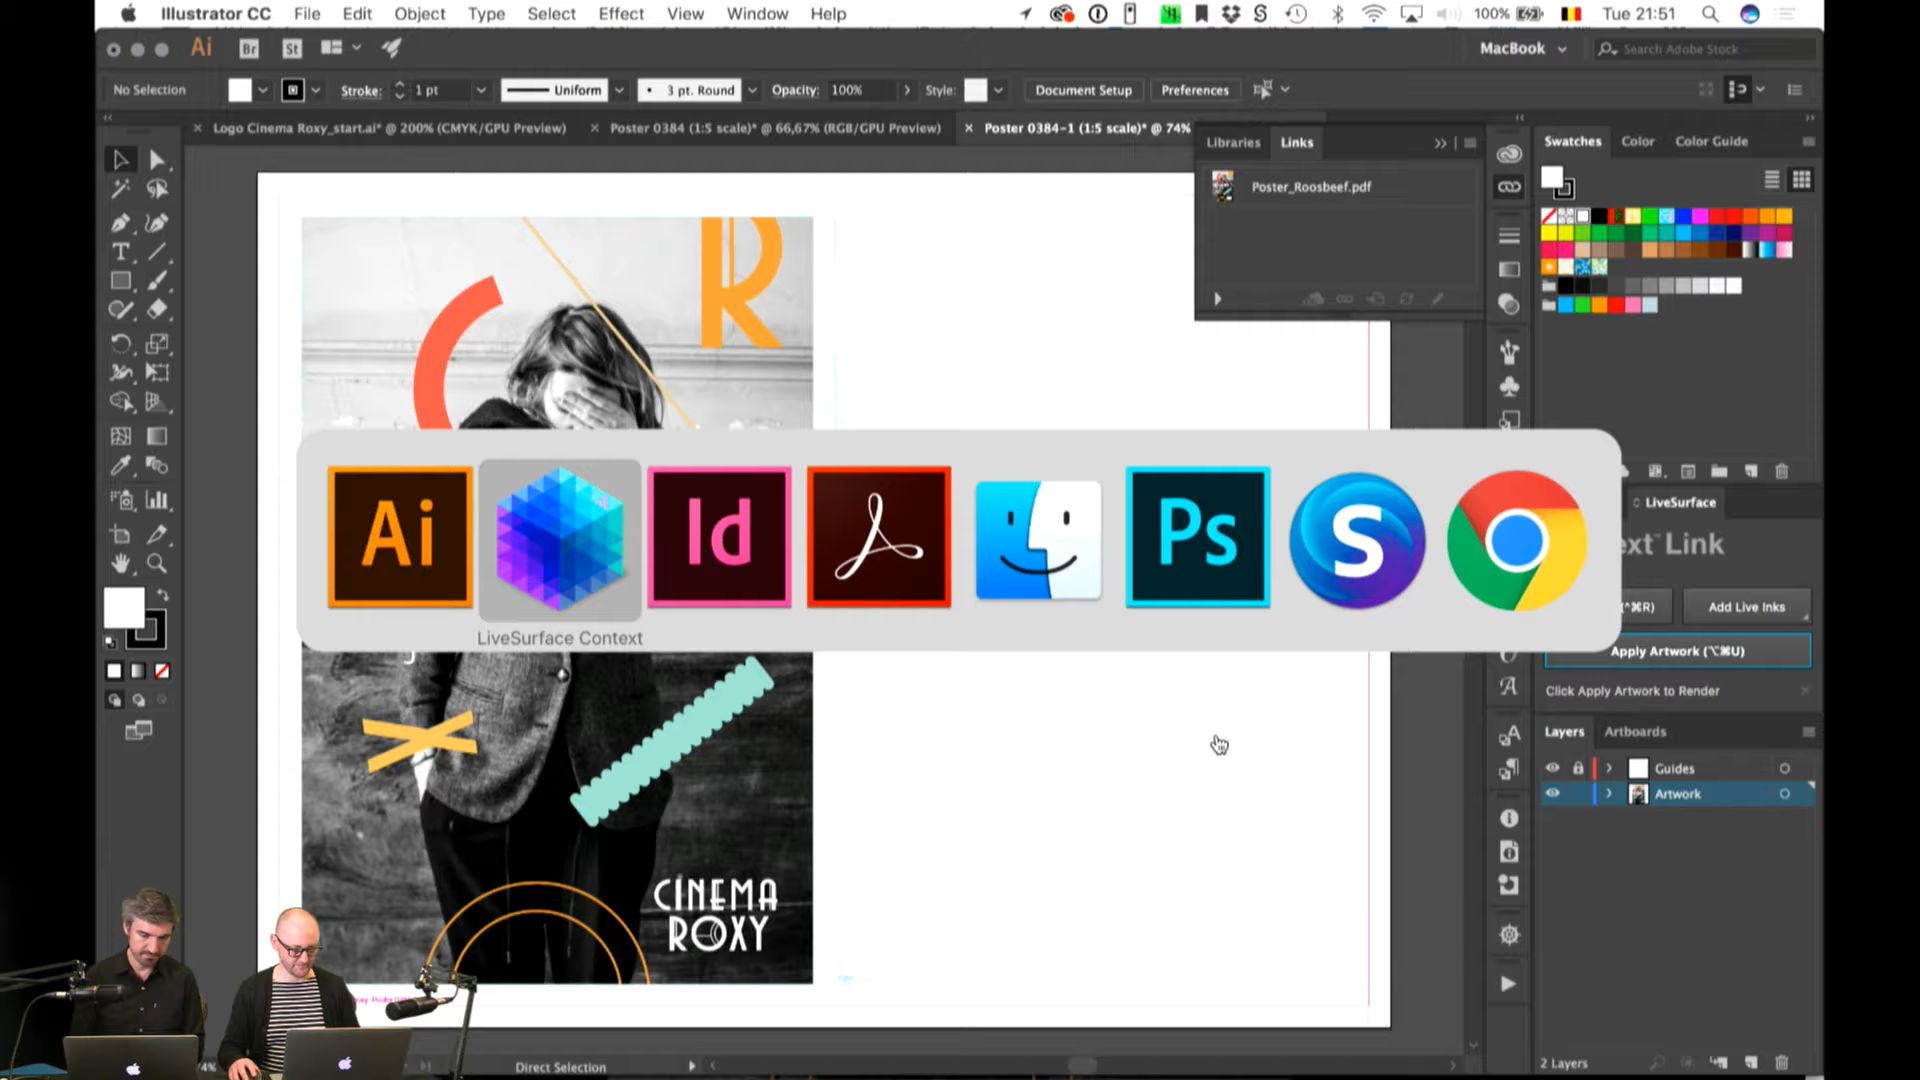 Illustrator CC File Edit Object Type Select Effect View Window Help
100% Tue 21:51
Ai Br St
MacBook
Search Adobe Stock
No Selection
Stroke: 1 pt
Uniform
3 pt. Round
Opacity: 100%
Style:
Document Setup
Preferences
Logo Cinema Roxy_start.ai* @ 200% (CMYK/GPU Preview)
Poster 0384 (1:5 scale)* @ 66,67% (RGB/GPU Preview)
Poster 0384-1 (1:5 scale)* @ 74%
Libraries Links
Poster_Roosbeef.pdf
Swatches Color Color Guide
R
Ai
Id
Ps
S
LiveSurface Context
LiveSurface
Link
(^⌘R)
Add Live Inks
Apply Artwork (⌥⌘U)
Click Apply Artwork to Render
Layers Artboards
Guides
Artwork
CINEMA
ROXY
Direct Selection
2 Layers